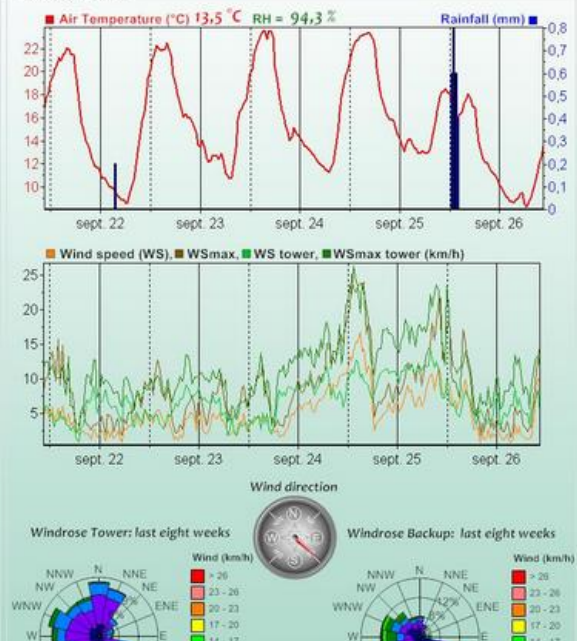 Air Temperature (°C) 13,5 °C RH = 94,3 % Rainfall (mm)
22
20
18
16
14
12
10
0,8
0,7
0,6
0,5
0,4
0,3
0,2
0,1
0
sept. 22 sept. 23 sept. 24 sept. 25 sept. 26
Wind speed (WS), WSmax, WS tower, WSmax tower (km/h)
25
20
15
10
5
sept. 22 sept. 23 sept. 24 sept. 25 sept. 26
Wind direction
N
W E
S
Windrose Tower: last eight weeks
Wind (km/h)
N
NNW NNE
NW NE
WNW ENE
W E
> 26
23 - 26
20 - 23
17 - 20
14 - 17
Windrose Backup: last eight weeks
Wind (km/h)
N
NNW NNE
NW NE
WNW ENE
W E
12%
8%
> 26
23 - 26
20 - 23
17 - 20